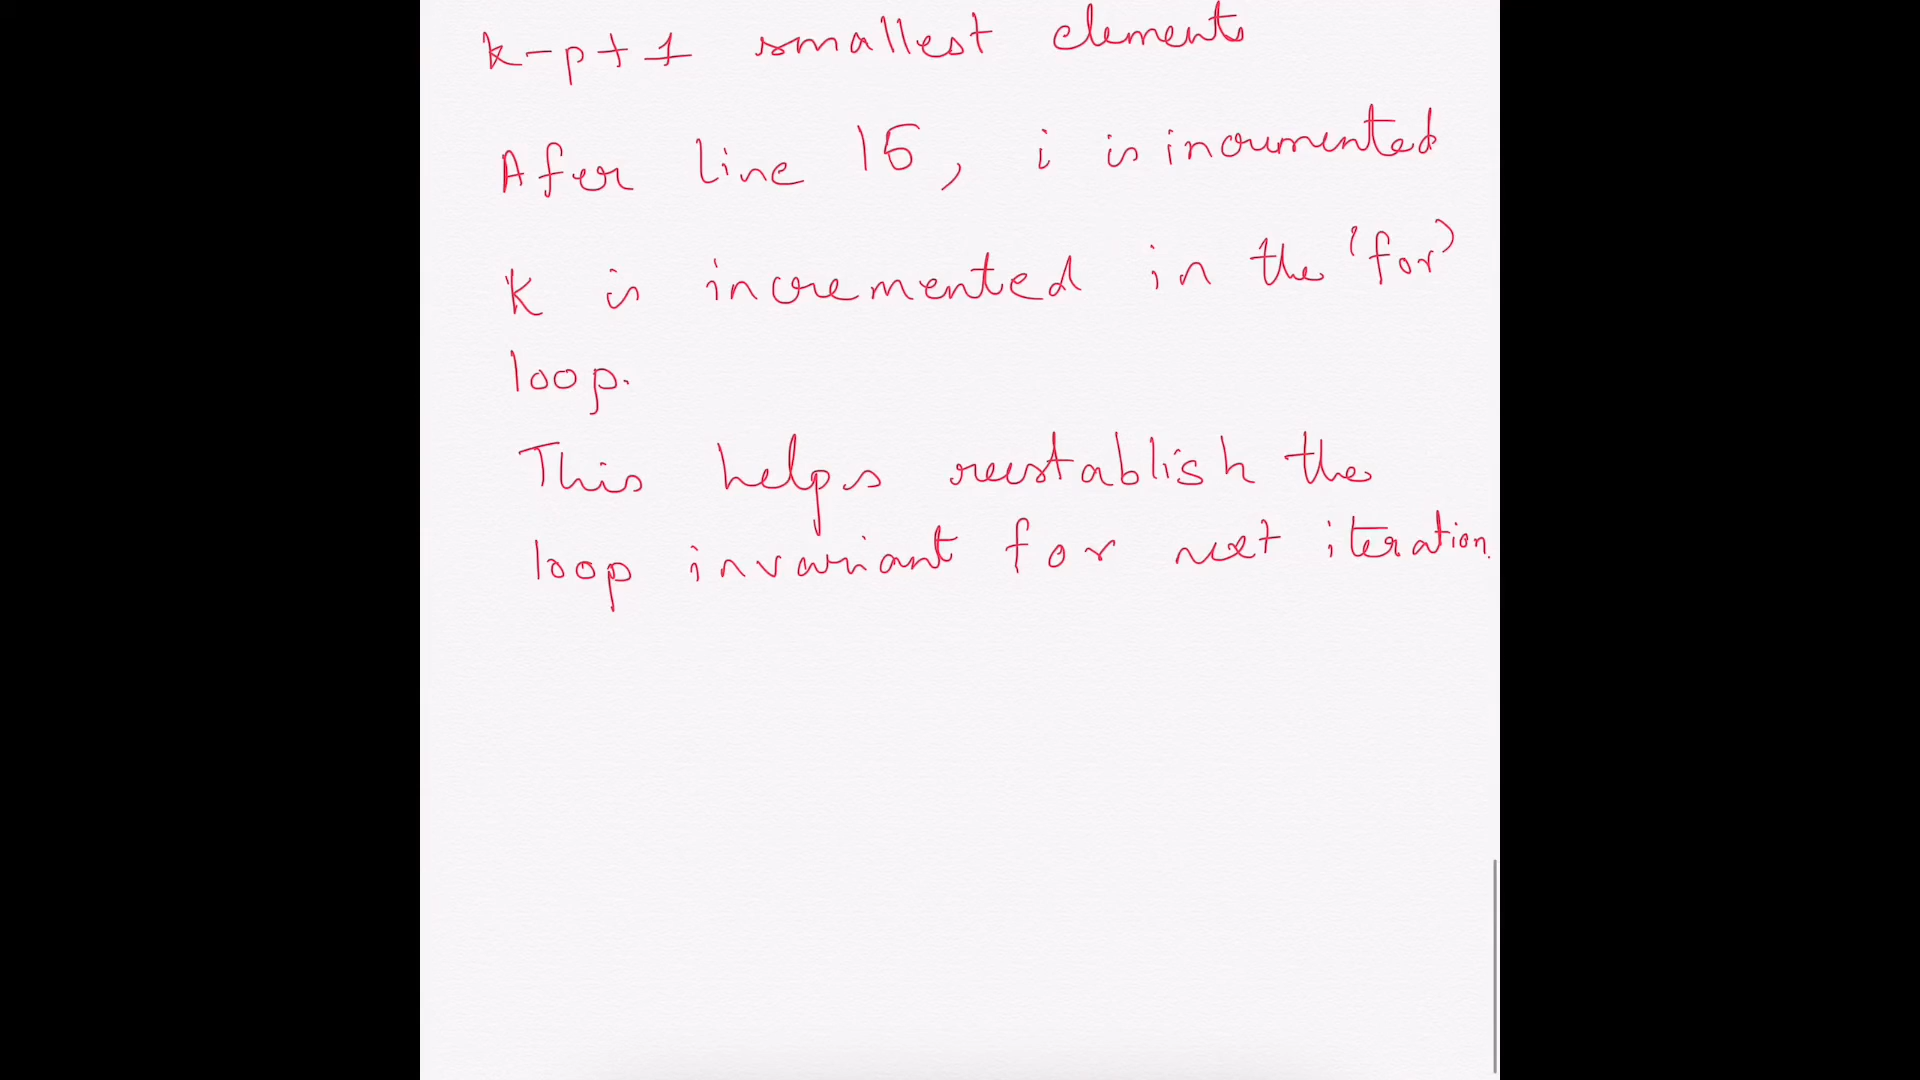 k-p+1 smallest elements
Afer line 15, i is incremented
K is incremented in the 'for'
loop.
This helps reestablish the
loop invariant for next iteration.